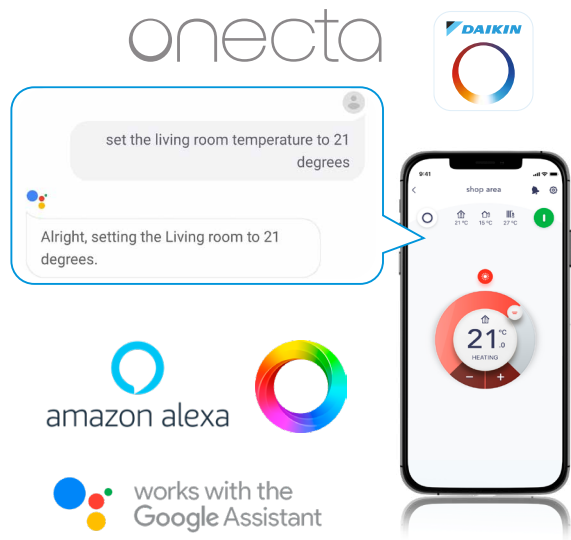 onecta
DAIKIN
set the living room temperature to 21
degrees
Alright, setting the Living room to 21
degrees.
9:41
shop area
21 °C
15 °C
27 °C
21 °C
.0
HEATING
amazon alexa
works with the
Google Assistant